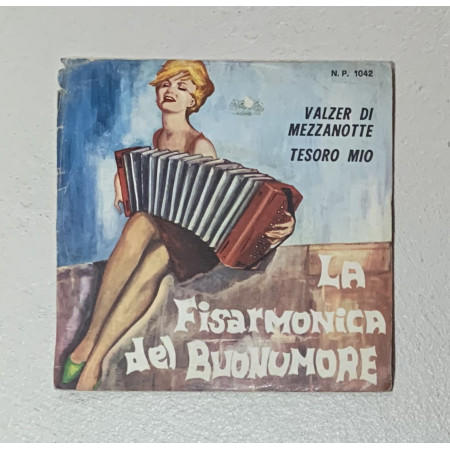 N. P. 1042
VALZER DI
MEZZANOTTE
TESORO MIO
LA
FisarMonica
del BUONUMORE